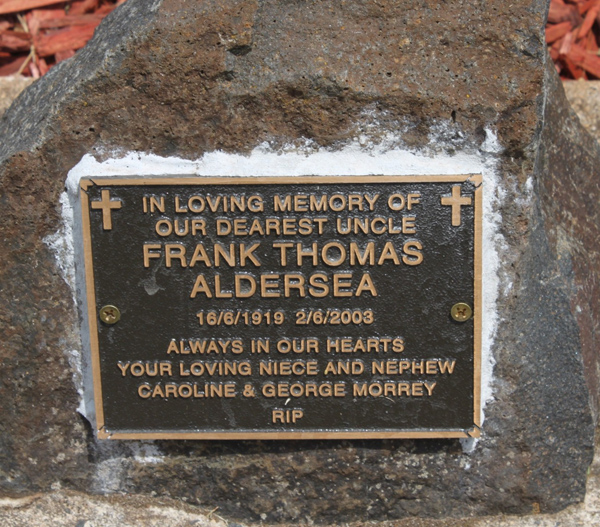 IN LOVING MEMORY OF
OUR DEAREST UNCLE
FRANK THOMAS
ALDERSEA
16/6/1919 2/6/2003
ALWAYS IN OUR HEARTS
YOUR LOVING NIECE AND NEPHEW
CAROLINE & GEORGE MORREY
RIP